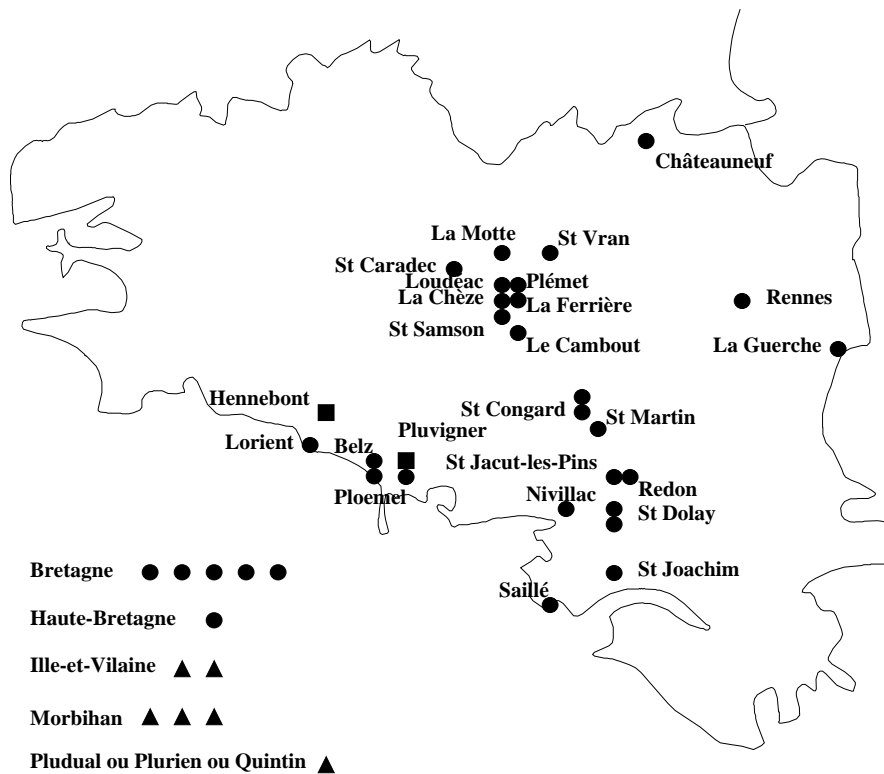 Châteauneuf
La Motte
St Vran
St Caradec
Loudéac
Plémet
La Chèze
La Ferrière
Rennes
St Samson
Le Cambout
La Guerche
Hennebont
St Congard
St Martin
Lorient
Belz
Pluvigner
St Jacut-les-Pins
Ploemel
Nivillac
Redon
St Dolay
Bretagne
St Joachim
Saillé
Haute-Bretagne
Ille-et-Vilaine
Morbihan
Pludual ou Plurien ou Quintin